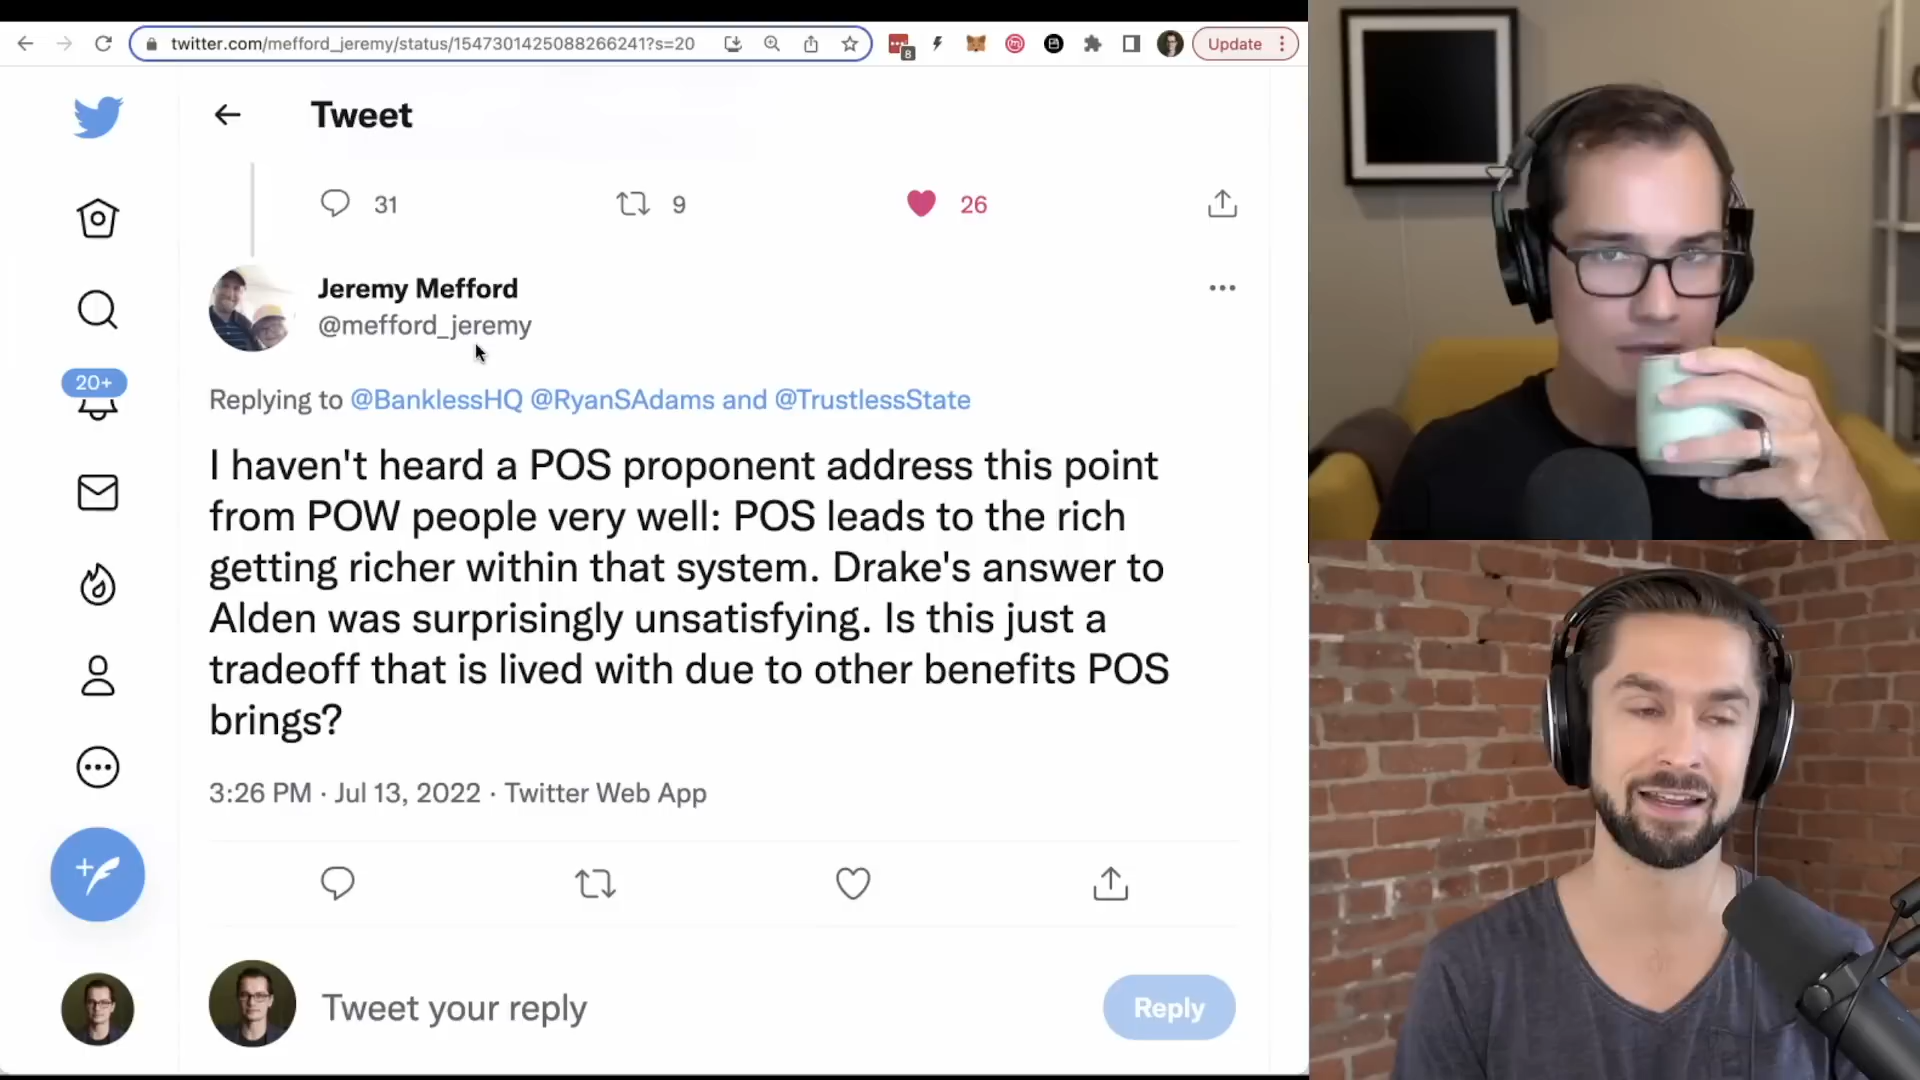 twitter.com/mefford_jeremy/status/1547301425088266241?s=20
8
Update
Tweet
31
9
26
Jeremy Mefford
@mefford_jeremy
20+
Replying to @BanklessHQ @RyanSAdams and @TrustlessState
I haven't heard a POS proponent address this point
from POW people very well: POS leads to the rich
getting richer within that system. Drake's answer to
Alden was surprisingly unsatisfying. Is this just a
tradeoff that is lived with due to other benefits POS
brings?
3:26 PM · Jul 13, 2022 · Twitter Web App
Tweet your reply
Reply